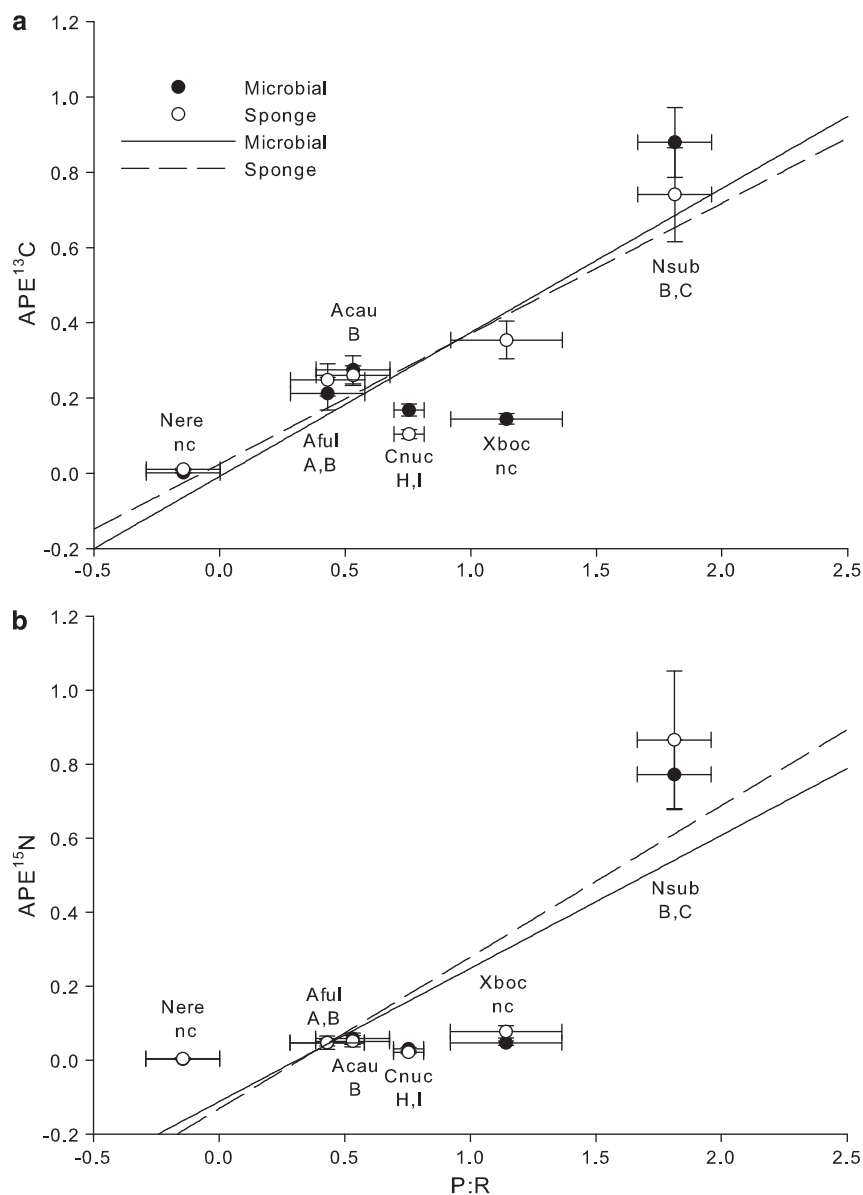 a
1.2
1.0
0.8
0.6
0.4
0.2
0.0
-0.2
APE¹³C
Microbial
Sponge
Microbial
Sponge
Nere
nc
Acau
B
Aful
A,B
Cnuc
H,I
Xboc
nc
Nsub
B,C
-0.5 0.0 0.5 1.0 1.5 2.0 2.5
b
1.2
1.0
0.8
0.6
0.4
0.2
0.0
-0.2
APE¹⁵N
Nere
nc
Aful
A,B
Acau
B
Cnuc
H,I
Xboc
nc
Nsub
B,C
-0.5 0.0 0.5 1.0 1.5 2.0 2.5
P:R